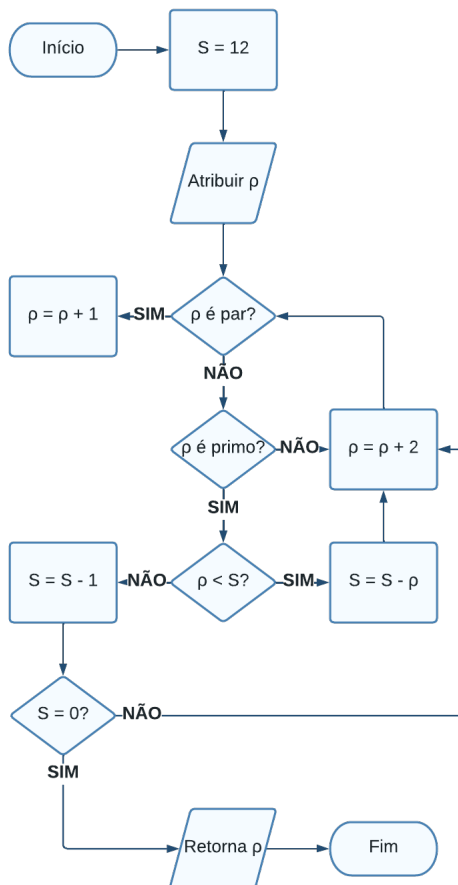 Início
S = 12
Atribuir ρ
ρ = ρ + 1
SIM
ρ é par?
NÃO
ρ é primo?
NÃO
ρ = ρ + 2
SIM
S = S - 1
NÃO
ρ < S?
SIM
S = S - ρ
S = 0?
NÃO
SIM
Retorna ρ
Fim